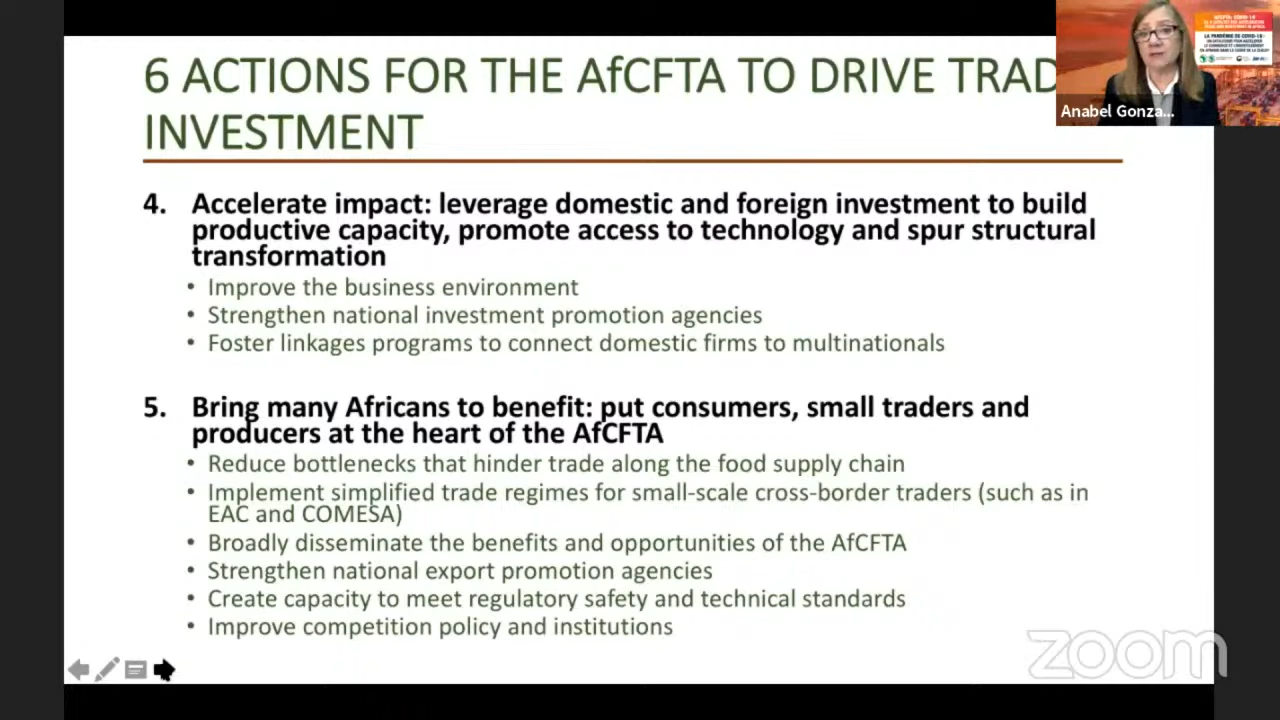 6 ACTIONS FOR THE AfCFTA TO DRIVE TRAD
INVESTMENT
4. Accelerate impact: leverage domestic and foreign investment to build
productive capacity, promote access to technology and spur structural
transformation
• Improve the business environment
• Strengthen national investment promotion agencies
• Foster linkages programs to connect domestic firms to multinationals
5. Bring many Africans to benefit: put consumers, small traders and
producers at the heart of the AfCFTA
• Reduce bottlenecks that hinder trade along the food supply chain
• Implement simplified trade regimes for small-scale cross-border traders (such as in
EAC and COMESA)
• Broadly disseminate the benefits and opportunities of the AfCFTA
• Strengthen national export promotion agencies
• Create capacity to meet regulatory safety and technical standards
• Improve competition policy and institutions
Anabel Gonza...
LA PANDÉMIE DE COVID-19
zoom